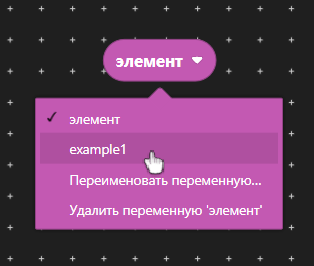 элемент
элемент
example1
Переименовать переменную...
Удалить переменную 'элемент'